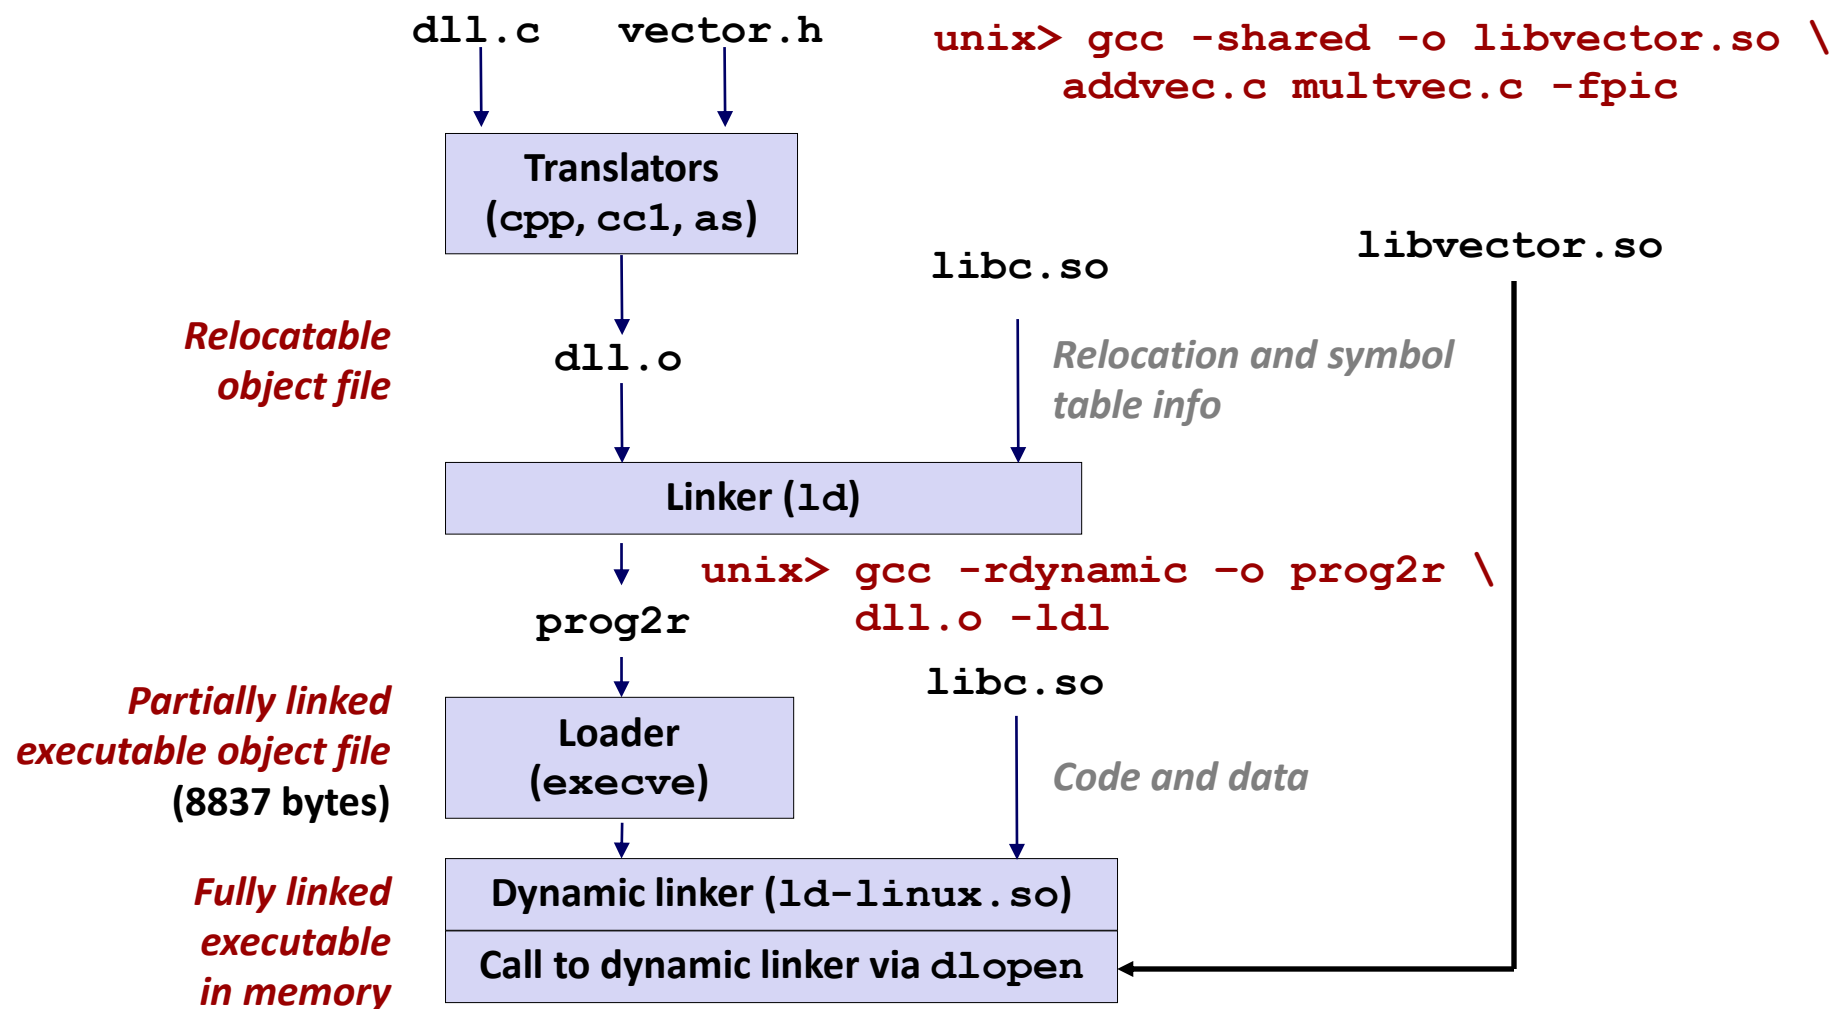 dll.c vector.h
unix> gcc -shared -o libvector.so \
addvec.c multvec.c -fpic
Translators
(cpp, cc1, as)
libc.so
libvector.so
Relocatable
object file
dll.o
Relocation and symbol
table info
Linker (ld)
unix> gcc -rdynamic –o prog2r \
dll.o -ldl
prog2r
libc.so
Partially linked
executable object file
(8837 bytes)
Loader
(execve)
Code and data
Fully linked
executable
in memory
Dynamic linker (ld-linux.so)
Call to dynamic linker via dlopen